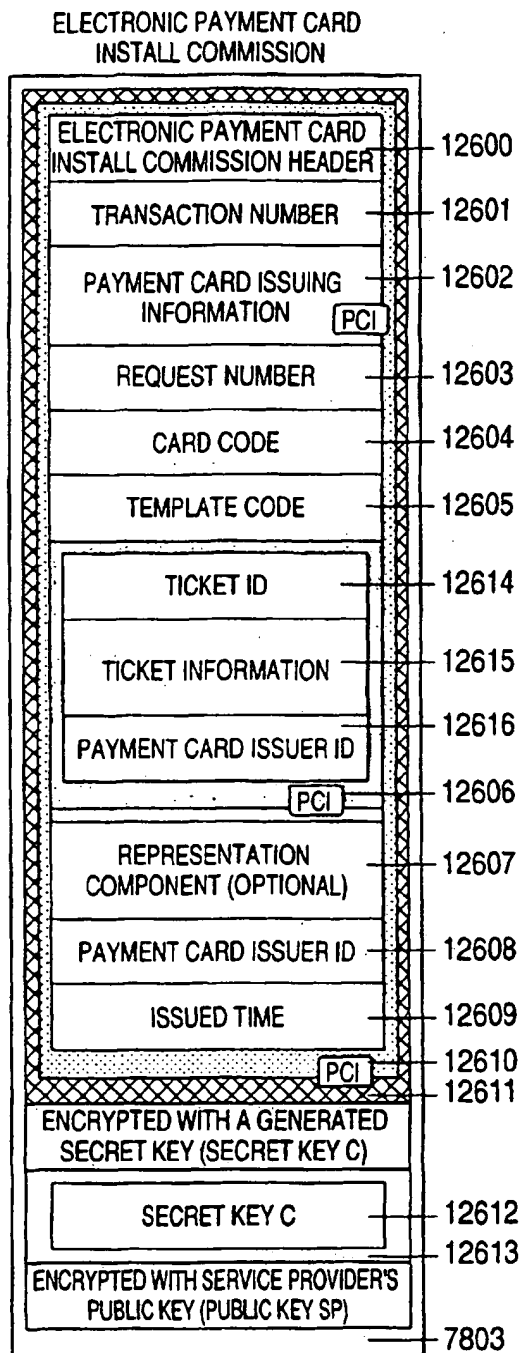 ELECTRONIC PAYMENT CARD
INSTALL COMMISSION
ELECTRONIC PAYMENT CARD
INSTALL COMMISSION HEADER
12600
TRANSACTION NUMBER
12601
PAYMENT CARD ISSUING
INFORMATION
12602
PCI
REQUEST NUMBER
12603
CARD CODE
12604
TEMPLATE CODE
12605
TICKET ID
12614
TICKET INFORMATION
12615
12616
PAYMENT CARD ISSUER ID
PCI
12606
REPRESENTATION
COMPONENT (OPTIONAL)
12607
PAYMENT CARD ISSUER ID
12608
ISSUED TIME
12609
12610
PCI
12611
ENCRYPTED WITH A GENERATED
SECRET KEY (SECRET KEY C)
SECRET KEY C
12612
12613
ENCRYPTED WITH SERVICE PROVIDER'S
PUBLIC KEY (PUBLIC KEY SP)
7803